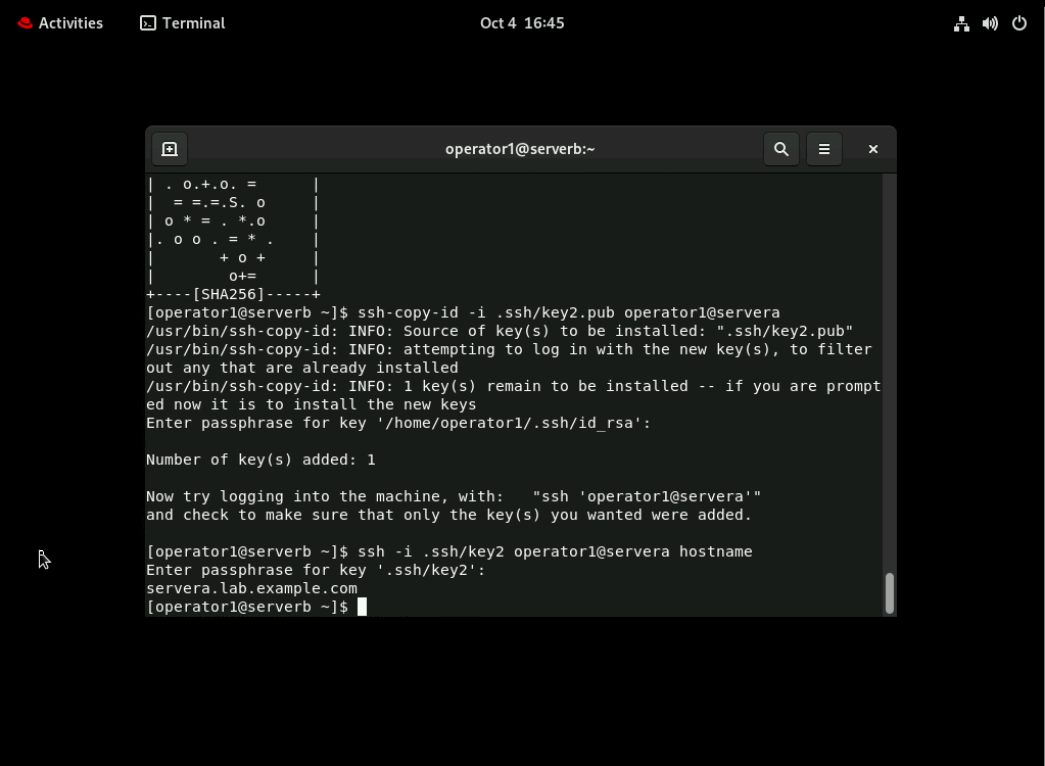 Activities
Terminal
Oct 4 16:45
operator1@serverb:~
| . o.+.o. =      |
|  = =.=.S. o     |
| o * = . *.o     |
|. o o . = * .    |
|       + o +     |
|        o+=      |
+----[SHA256]-----+
[operator1@serverb ~]$ ssh-copy-id -i .ssh/key2.pub operator1@servera
/usr/bin/ssh-copy-id: INFO: Source of key(s) to be installed: ".ssh/key2.pub"
/usr/bin/ssh-copy-id: INFO: attempting to log in with the new key(s), to filter
out any that are already installed
/usr/bin/ssh-copy-id: INFO: 1 key(s) remain to be installed -- if you are prompt
ed now it is to install the new keys
Enter passphrase for key '/home/operator1/.ssh/id_rsa':
Number of key(s) added: 1
Now try logging into the machine, with:   "ssh 'operator1@servera'"
and check to make sure that only the key(s) you wanted were added.
[operator1@serverb ~]$ ssh -i .ssh/key2 operator1@servera hostname
Enter passphrase for key '.ssh/key2':
servera.lab.example.com
[operator1@serverb ~]$